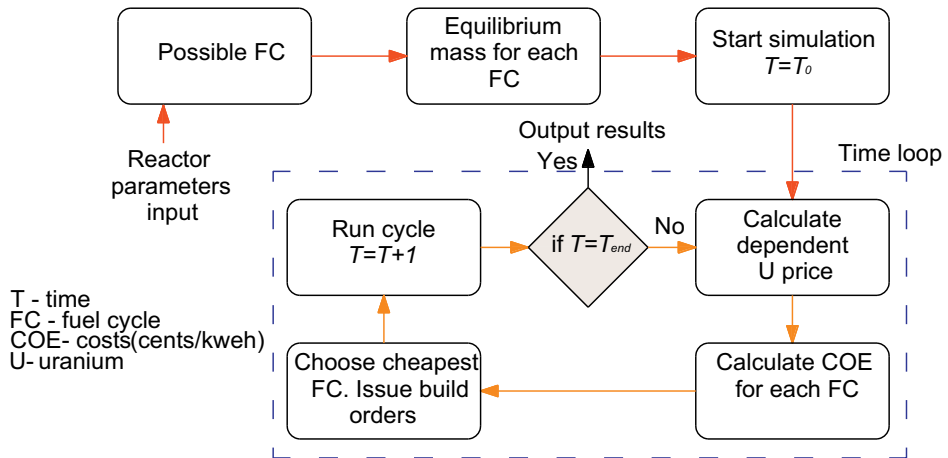 Possible FC
Equilibrium
mass for each
FC
Start simulation
T=T0
Reactor
parameters
input
Output results
Yes
Time loop
Run cycle
T=T+1
if T=Tend
No
Calculate
dependent
U price
T - time
FC - fuel cycle
COE- costs(cents/kweh)
U- uranium
Choose cheapest
FC. Issue build
orders
Calculate COE
for each FC